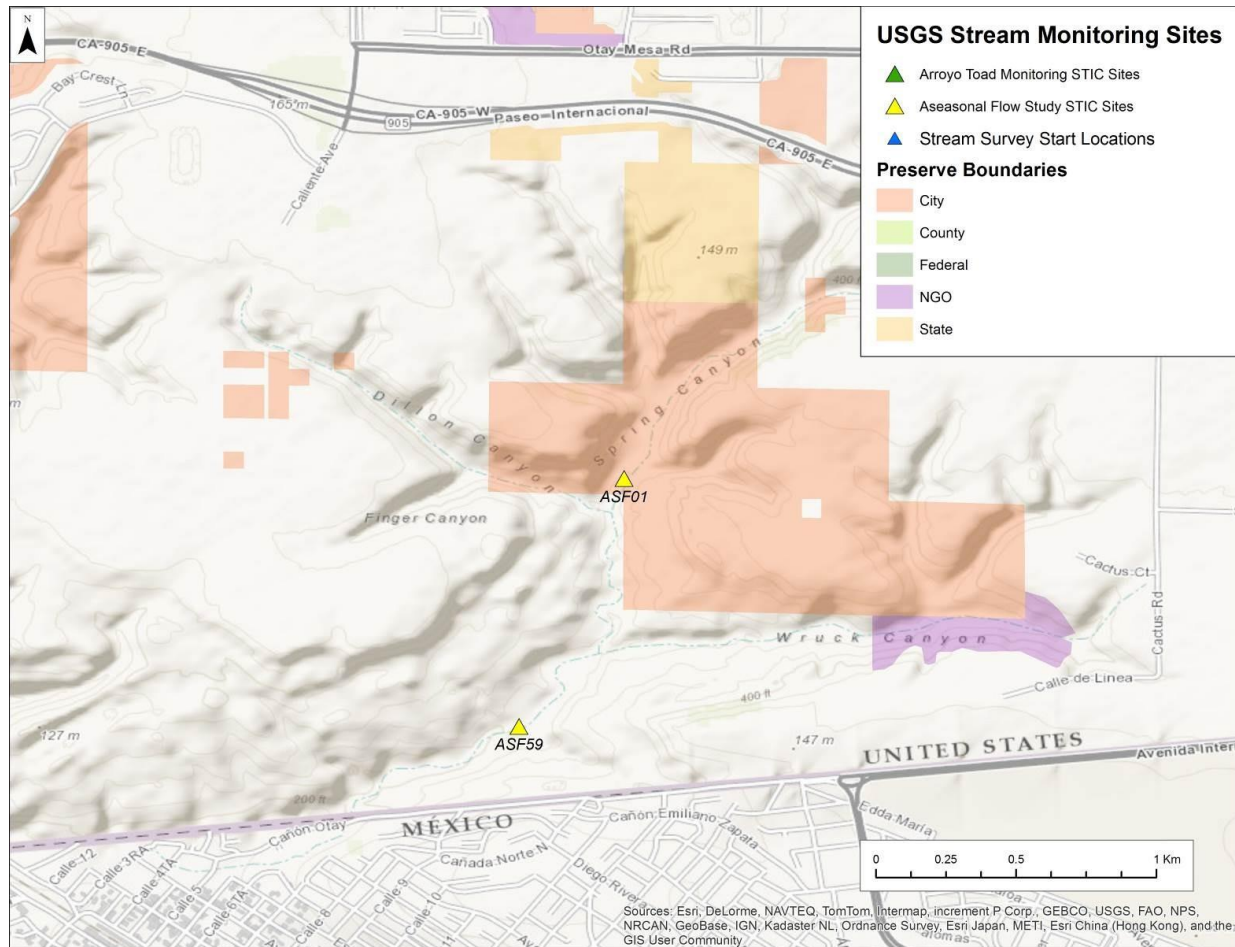 N
CA-905 E
Otay Mesa Rd
Bay Crest Ln
165 m
CA-905-W
905
Paseo Internacional
CA-905-E
Caliente Ave
149 m
400 ft
USGS Stream Monitoring Sites
Arroyo Toad Monitoring STIC Sites
Aseasonal Flow Study STIC Sites
Stream Survey Start Locations
Preserve Boundaries
City
County
Federal
NGO
State
m
Dillon Canyon
Spring Canyon
ASF01
Finger Canyon
Cactus Ct
Cactus Rd
Wruck Canyon
Calle de Linea
400 ft
127 m
ASF59
147 m
UNITED STATES
Avenida Inter
200 ft
MÉXICO
Cañón Otay
Cañón Emiliano Zapata
Edda María
Calle 12
Calle 3RA
Calle 4TA
Calle 5
Calle 6TA
Calle 8
Calle 9
Calle 10
11
Cañada Norte N
Diego Rivera
0 0.25 0.5 1 Km
Sources: Esri, DeLorme, NAVTEQ, TomTom, Intermap, increment P Corp., GEBCO, USGS, FAO, NPS,
NRCAN, GeoBase, IGN, Kadaster NL, Ordnance Survey, Esri Japan, METI, Esri China (Hong Kong), and the
GIS User Community